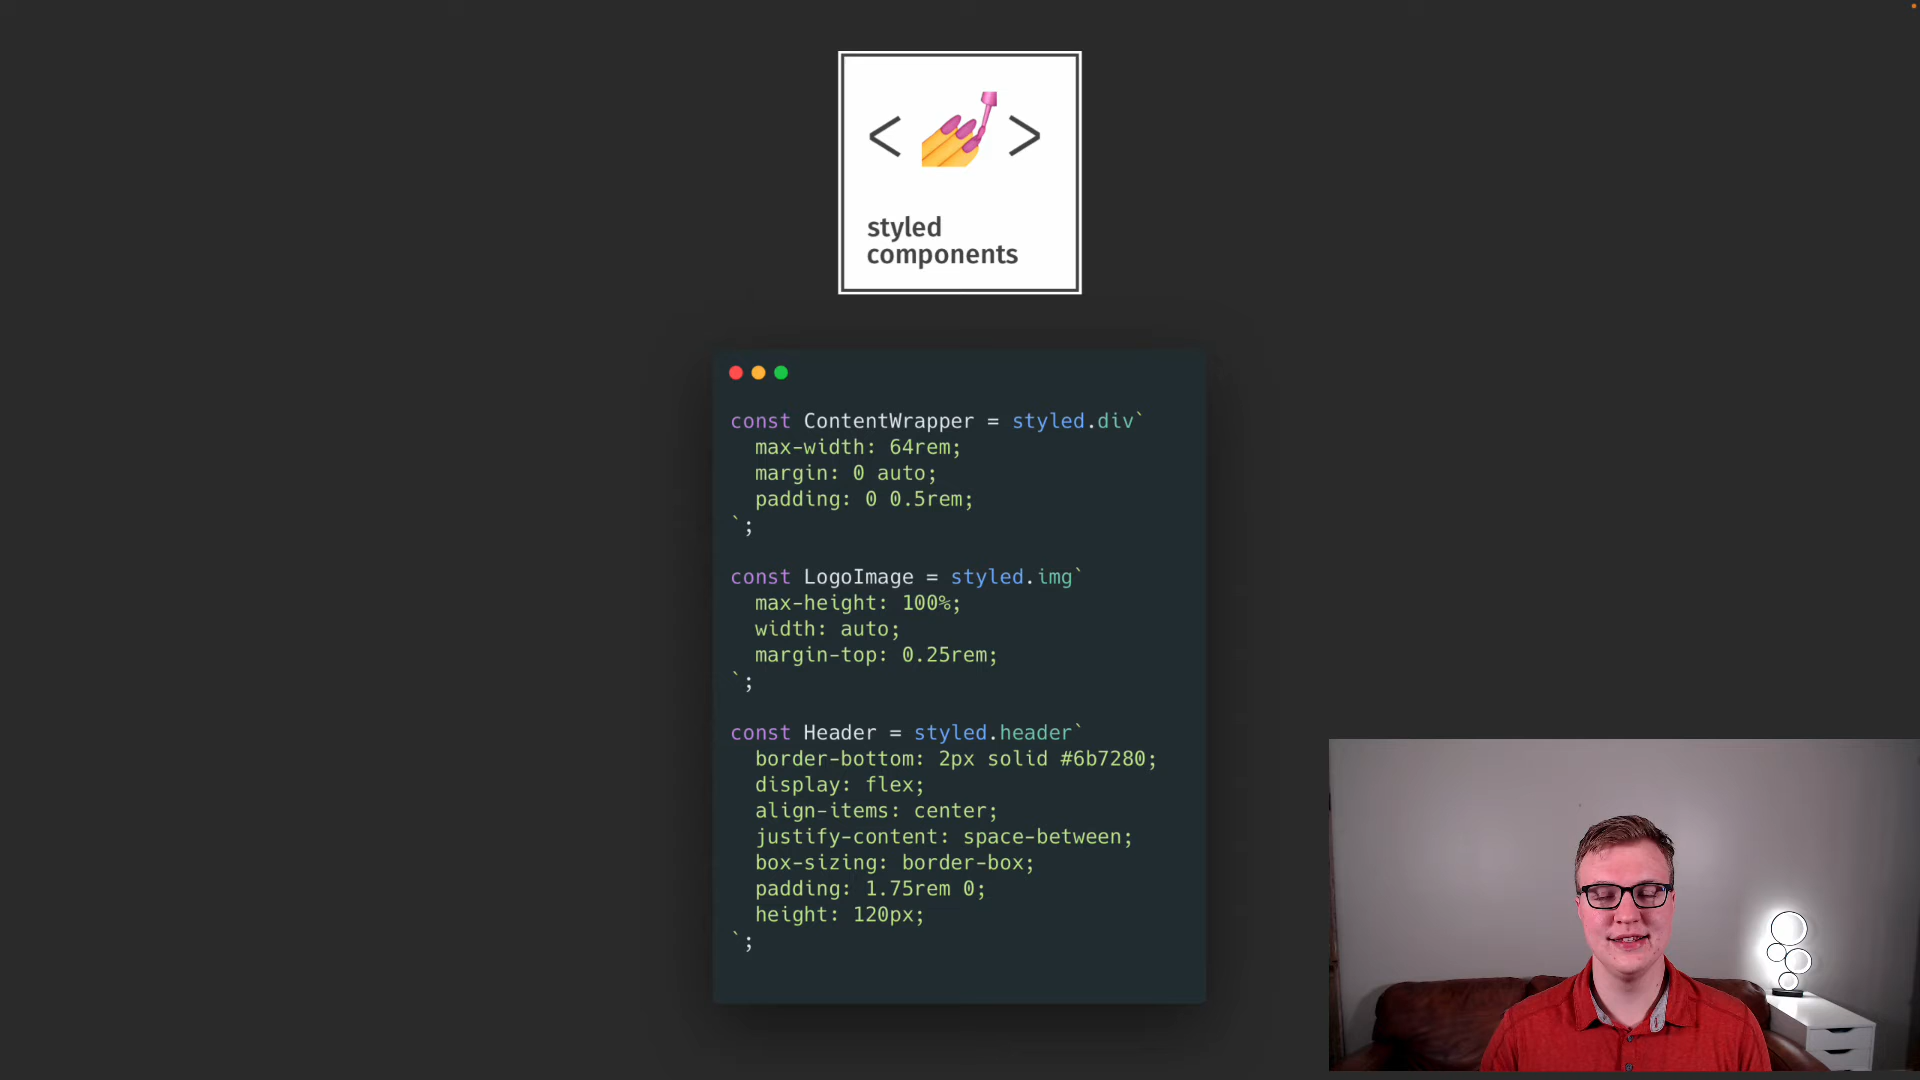 < >
styled
components
const ContentWrapper = styled.div`
  max-width: 64rem;
  margin: 0 auto;
  padding: 0 0.5rem;
`;
const LogoImage = styled.img`
  max-height: 100%;
  width: auto;
  margin-top: 0.25rem;
`;
const Header = styled.header`
  border-bottom: 2px solid #6b7280;
  display: flex;
  align-items: center;
  justify-content: space-between;
  box-sizing: border-box;
  padding: 1.75rem 0;
  height: 120px;
`;